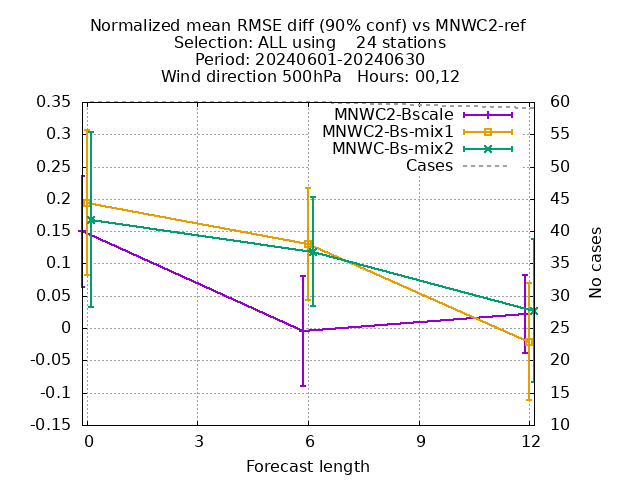 Normalized mean RMSE diff (90% conf) vs MNWC2-ref
Selection: ALL using    24 stations
Period: 20240601-20240630
Wind direction 500hPa   Hours: 00,12
0.35
0.3
0.25
0.2
0.15
0.1
0.05
0
-0.05
-0.1
-0.15
60
55
50
45
40
35
30
25
20
15
10
MNWC2-Bscale
MNWC2-Bs-mix1
MNWC-Bs-mix2
Cases
No cases
0 3 6 9 12
Forecast length